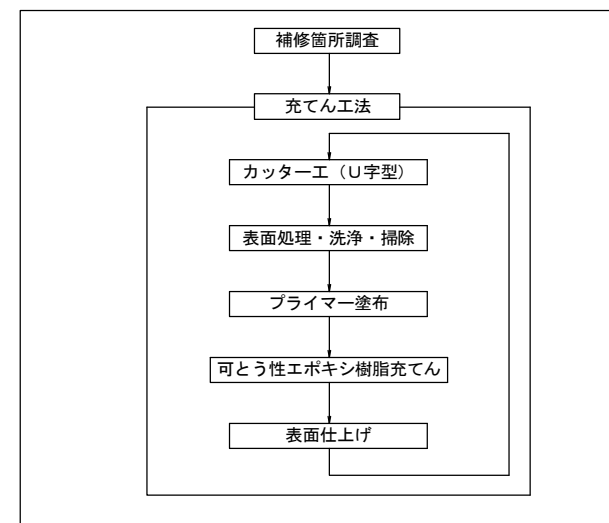 補修箇所調査
充てん工法
カッター工（U字型）
表面処理・洗浄・掃除
プライマー塗布
可とう性エポキシ樹脂充てん
表面仕上げ